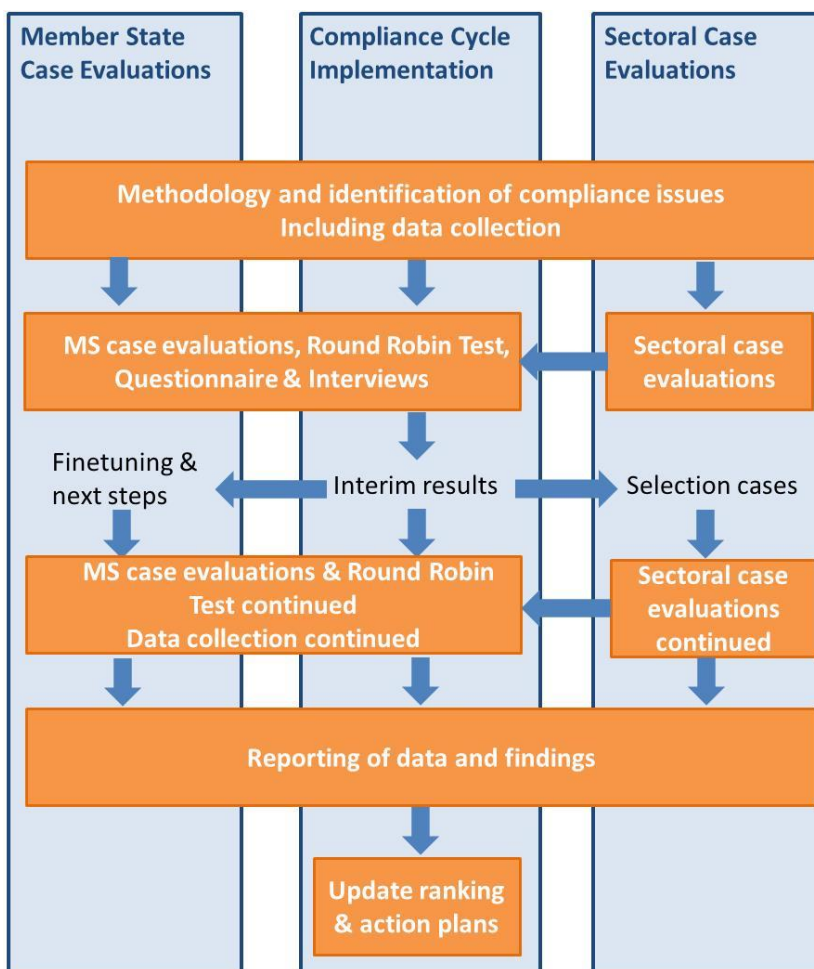 Member State
Case Evaluations
Compliance Cycle
Implementation
Sectoral Case
Evaluations
Methodology and identification of compliance issues
Including data collection
MS case evaluations, Round Robin Test,
Questionnaire & Interviews
Sectoral case
evaluations
Finetuning &
next steps
Interim results
Selection cases
MS case evaluations & Round Robin
Test continued
Data collection continued
Sectoral case
evaluations
continued
Reporting of data and findings
Update ranking
& action plans